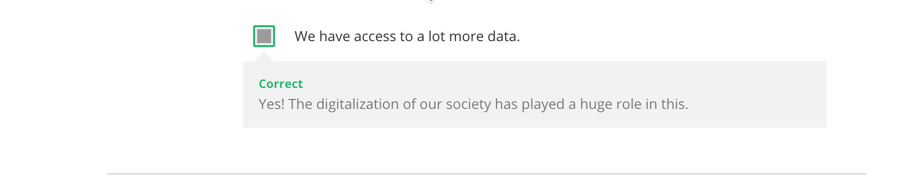 We have access to a lot more data.
Correct
Yes! The digitalization of our society has played a huge role in this.